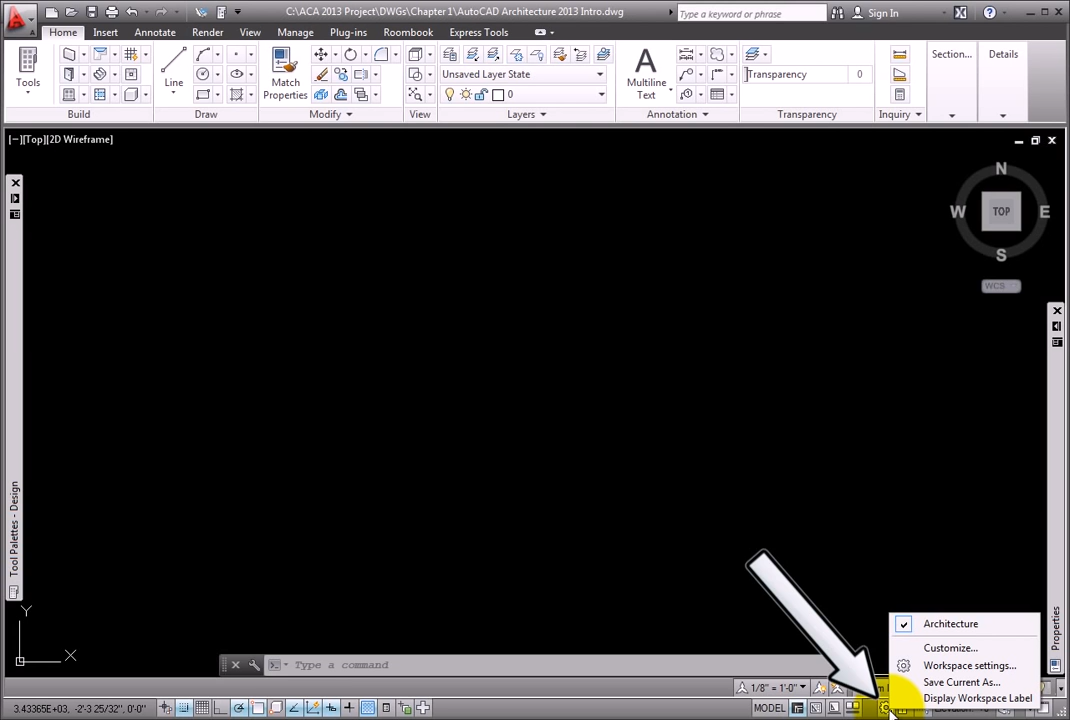 C:\ACA 2013 Project\DWGs\Chapter 1\AutoCAD Architecture 2013 Intro.dwg
Type a keyword or phrase
Sign In
Home Insert Annotate Render View Manage Plug-ins Roombook Express Tools
Tools
Line
Match Properties
Unsaved Layer State
0
Multiline Text
Transparency 0
Section...
Details
Build Draw Modify View Layers Annotation Transparency Inquiry
[−][Top][2D Wireframe]
N
W TOP E
S
WCS
Tool Palettes - Design
Properties
Y
X
Architecture
Customize...
Workspace settings...
Save Current As...
Display Workspace Label
Type a command
1/8" = 1'-0"
3.43365E+03, -2'-3 25/32", 0'-0"
MODEL